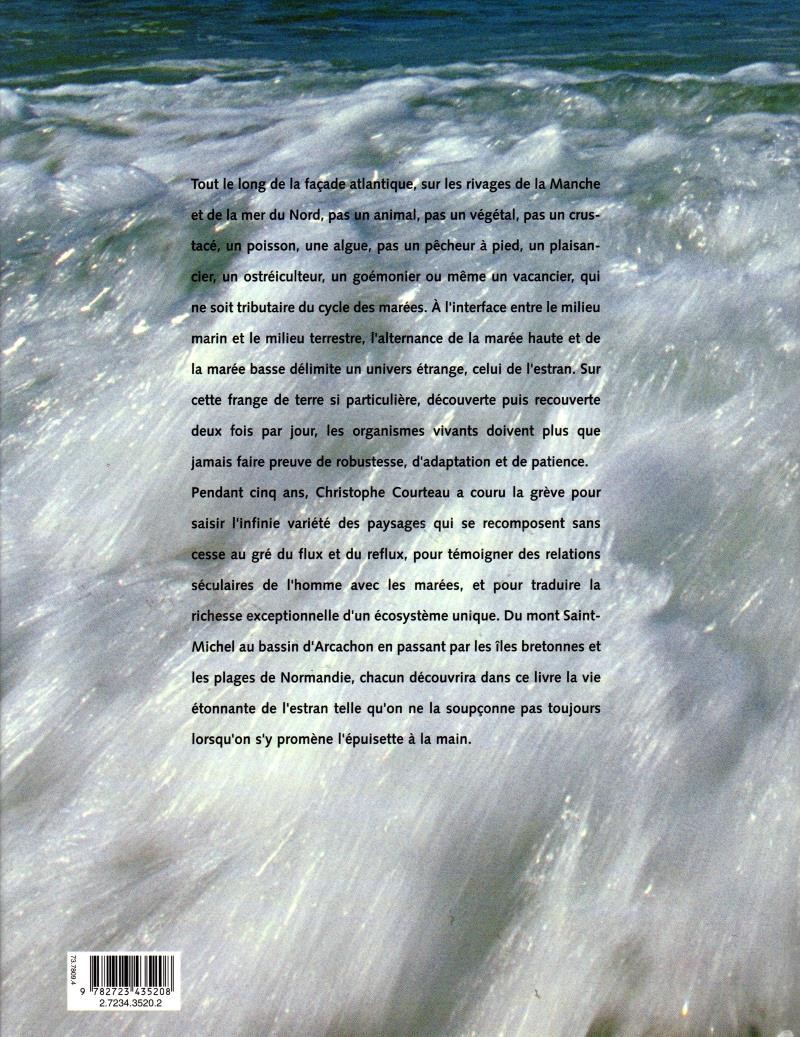 Tout le long de la façade atlantique, sur les rivages de la Manche
et de la mer du Nord, pas un animal, pas un végétal, pas un crus-
tacé, un poisson, une algue, pas un pêcheur à pied, un plaisan-
cier, un ostréiculteur, un goémonier ou même un vacancier, qui
ne soit tributaire du cycle des marées. À l'interface entre le milieu
marin et le milieu terrestre, l'alternance de la marée haute et de
la marée basse délimite un univers étrange, celui de l'estran. Sur
cette frange de terre si particulière, découverte puis recouverte
deux fois par jour, les organismes vivants doivent plus que
jamais faire preuve de robustesse, d'adaptation et de patience.
Pendant cinq ans, Christophe Courteau a couru la grève pour
saisir l'infinie variété des paysages qui se recomposent sans
cesse au gré du flux et du reflux, pour témoigner des relations
séculaires de l'homme avec les marées, et pour traduire la
richesse exceptionnelle d'un écosystème unique. Du mont Saint-
Michel au bassin d'Arcachon en passant par les îles bretonnes et
les plages de Normandie, chacun découvrira dans ce livre la vie
étonnante de l'estran telle qu'on ne la soupçonne pas toujours
lorsqu'on s'y promène l'épuisette à la main.
73.7809.4
9 782723 435208
2.7234.3520.2